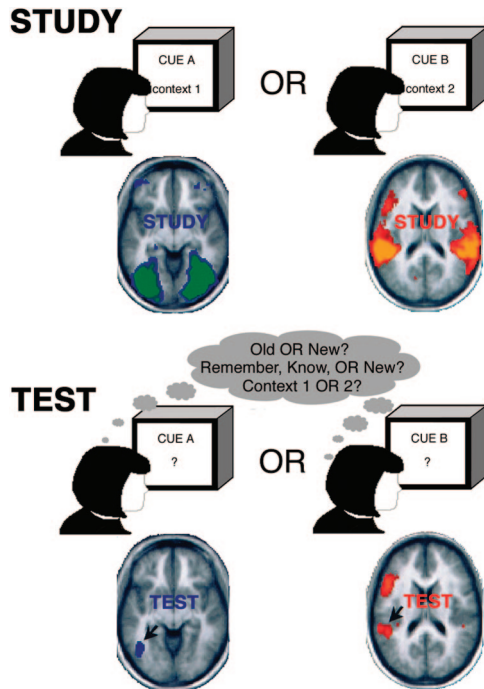 STUDY
CUE A
context 1
OR
CUE B
context 2
STUDY
STUDY
Old OR New?
Remember, Know, OR New?
Context 1 OR 2?
TEST
CUE A
?
OR
CUE B
?
TEST
TEST